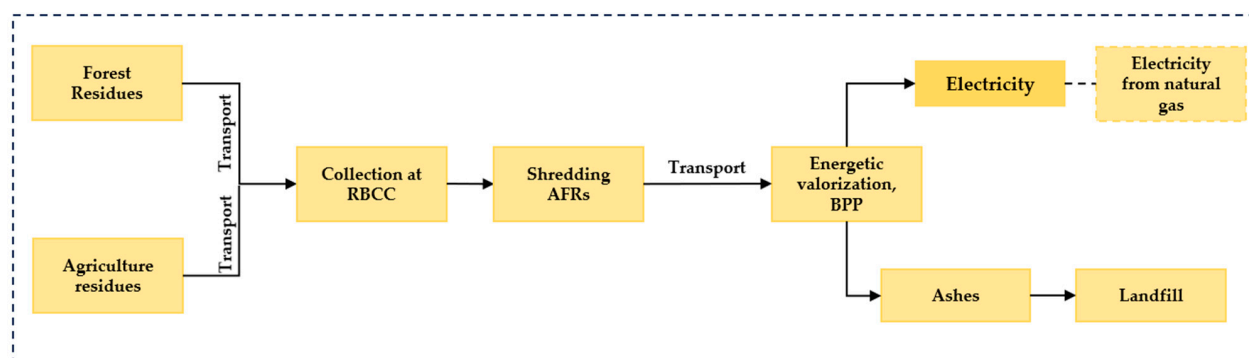 Forest
Residues
Transport
Agriculture
residues
Transport
Collection at
RBCC
Shredding
AFRs
Transport
Energetic
valorization,
BPP
Electricity
Electricity
from natural
gas
Ashes
Landfill